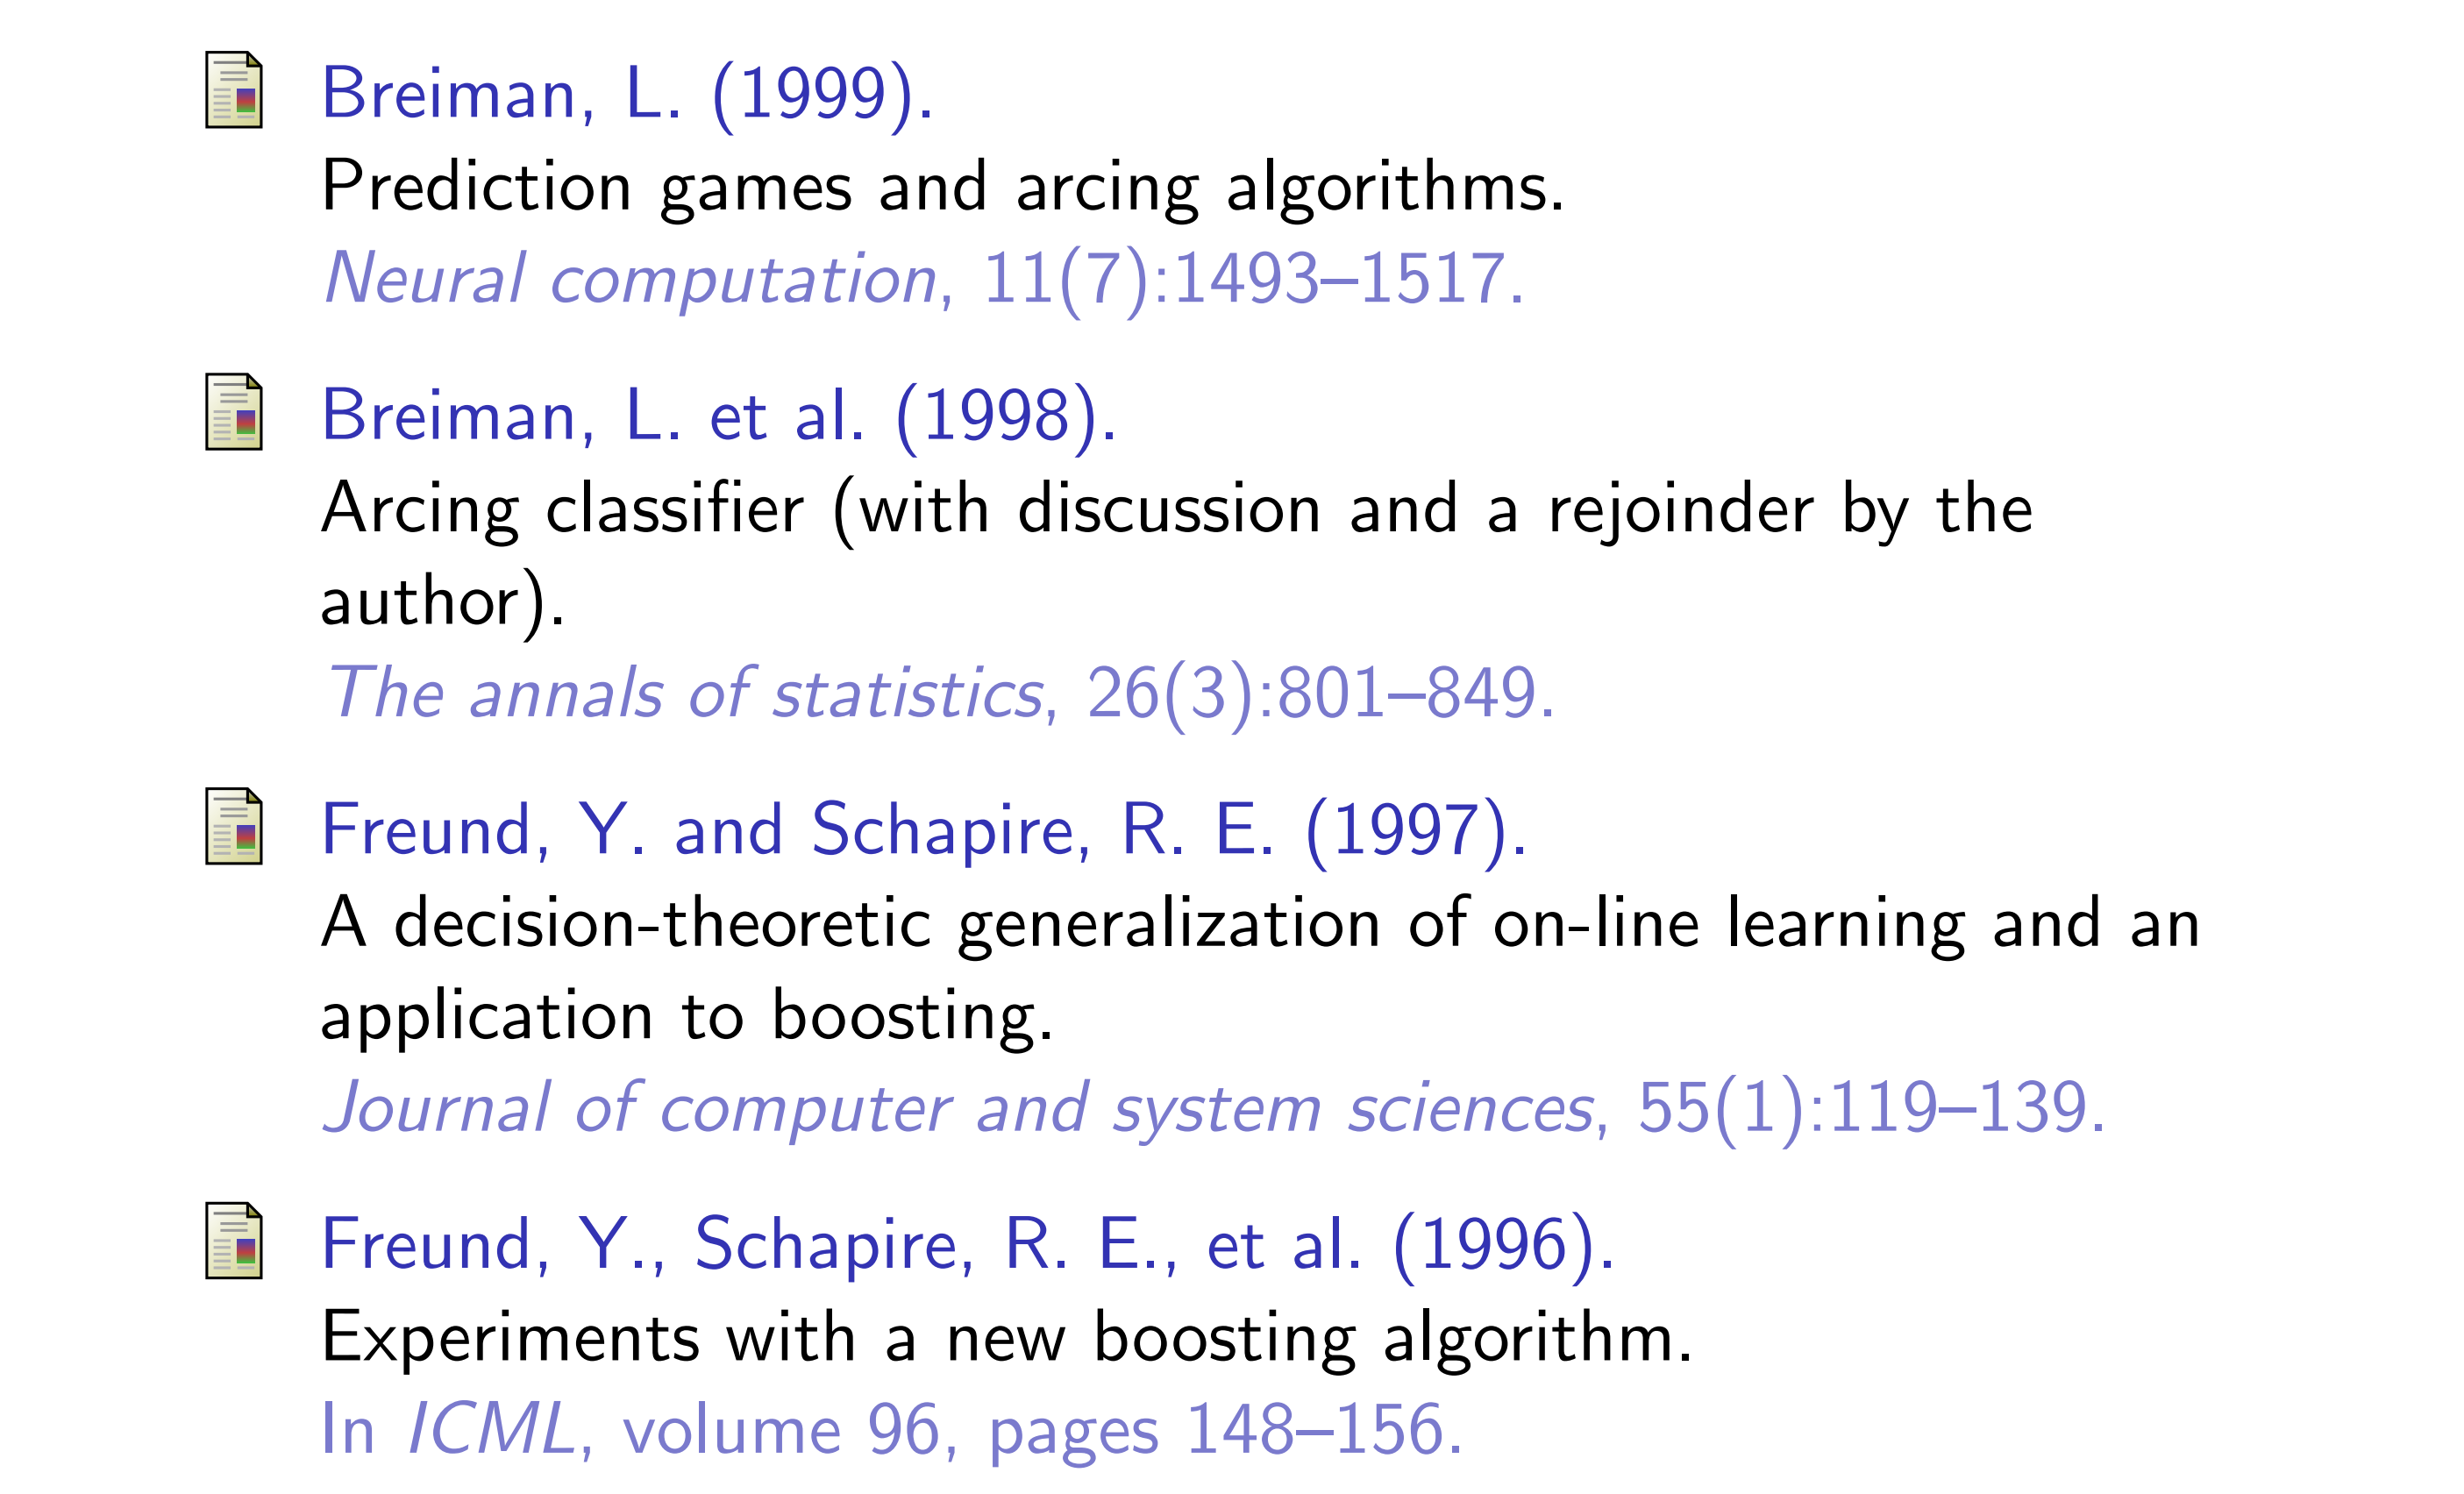 Breiman, L. (1999).
Prediction games and arcing algorithms.
Neural computation, 11(7):1493–1517.
Breiman, L. et al. (1998).
Arcing classifier (with discussion and a rejoinder by the
author).
The annals of statistics, 26(3):801–849.
Freund, Y. and Schapire, R. E. (1997).
A decision-theoretic generalization of on-line learning and an
application to boosting.
Journal of computer and system sciences, 55(1):119–139.
Freund, Y., Schapire, R. E., et al. (1996).
Experiments with a new boosting algorithm.
In ICML, volume 96, pages 148–156.